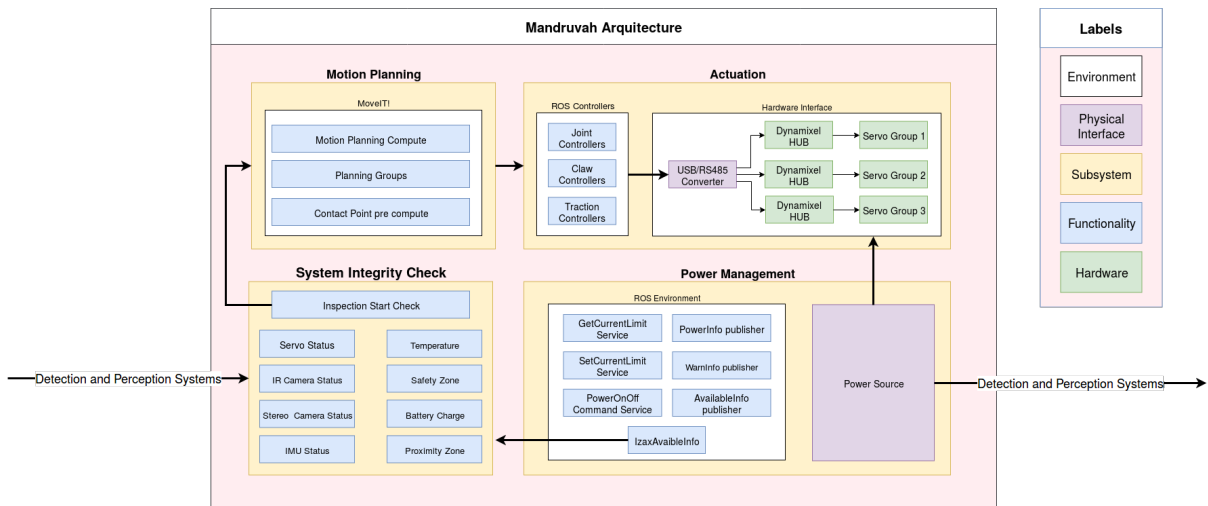 Mandruvah Arquitecture
Labels
Environment
Physical
Interface
Subsystem
Functionality
Hardware
Motion Planning
MoveIT!
Motion Planning Compute
Planning Groups
Contact Point pre compute
Actuation
ROS Controllers
Joint
Controllers
Claw
Controllers
Traction
Controllers
Hardware Interface
USB/RS485
Converter
Dynamixel
HUB
Servo Group 1
Dynamixel
HUB
Servo Group 2
Dynamixel
HUB
Servo Group 3
System Integrity Check
Inspection Start Check
Servo Status
Temperature
IR Camera Status
Safety Zone
Stereo Camera Status
Battery Charge
IMU Status
Proximity Zone
Detection and Perception Systems
Power Management
ROS Environment
GetCurrentLimit
Service
PowerInfo publisher
SetCurrentLimit
Service
WarnInfo publisher
PowerOnOff
Command Service
AvailableInfo
publisher
IzaxAvaibleInfo
Power Source
Detection and Perception Systems